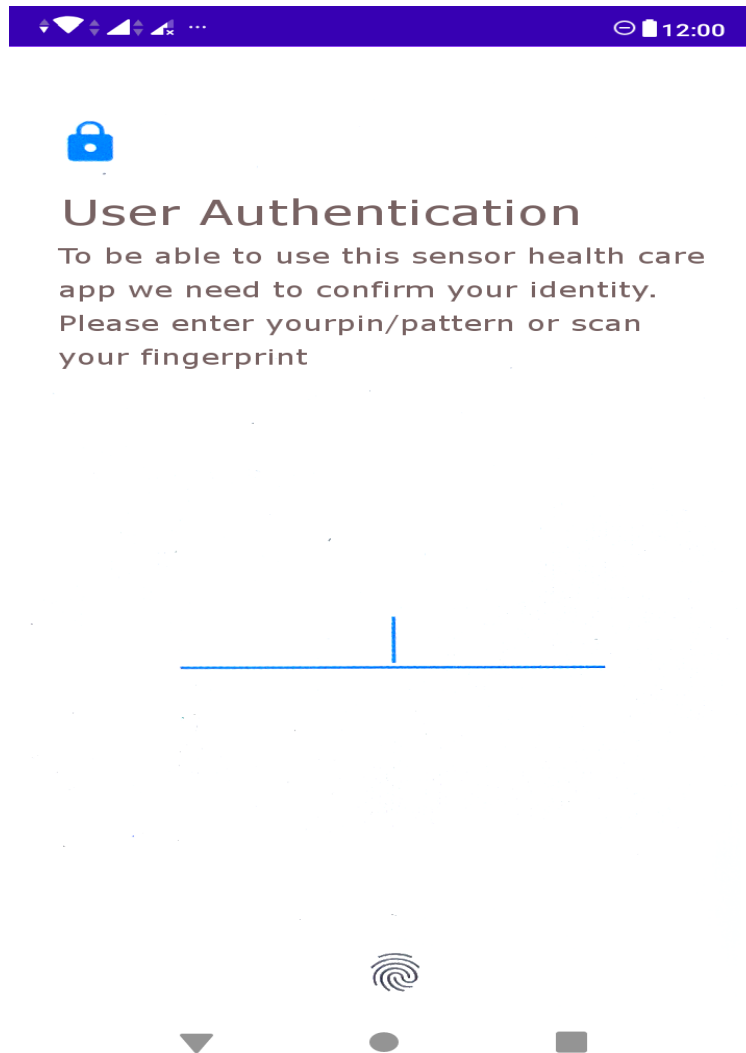 12:00
User Authentication
To be able to use this sensor health care
app we need to confirm your identity.
Please enter yourpin/pattern or scan
your fingerprint